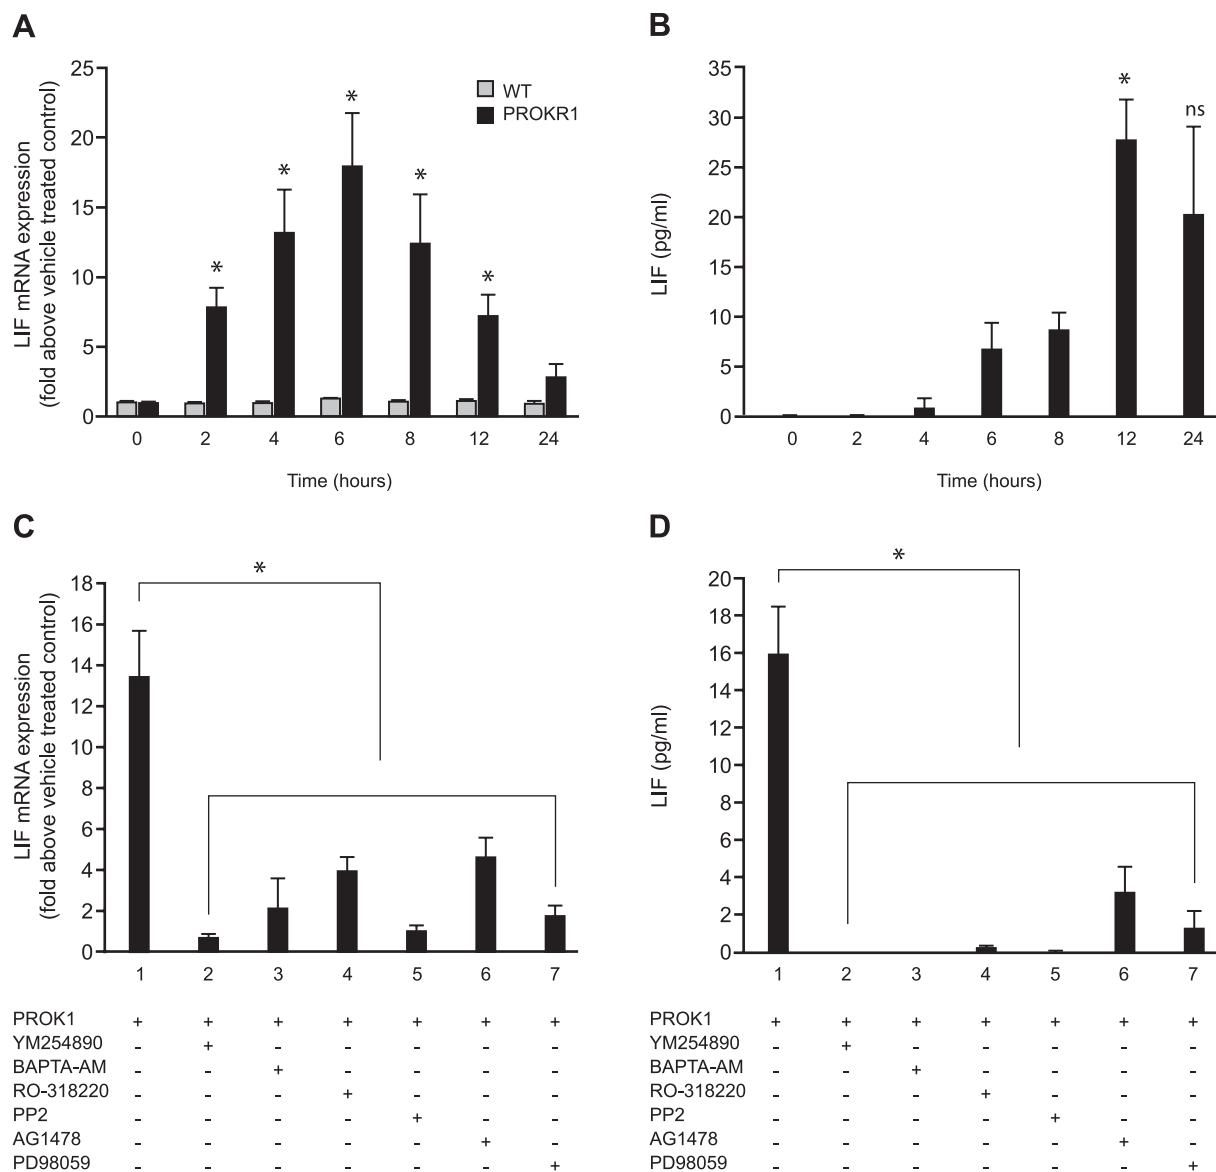 A
LIF mRNA expression
(fold above vehicle treated control)
25
20
15
10
5
0
WT
PROKR1
* * * * * *
0 2 4 6 8 12 24
Time (hours)
B
LIF (pg/ml)
35
30
25
20
15
10
5
0
* ns
0 2 4 6 8 12 24
Time (hours)
C
LIF mRNA expression
(fold above vehicle treated control)
18
16
14
12
10
8
6
4
2
0
*
1 2 3 4 5 6 7
PROK1 + + + + + + +
YM254890 - + - - - - -
BAPTA-AM - - + - - - -
RO-318220 - - - + - - -
PP2 - - - - + - -
AG1478 - - - - - + -
PD98059 - - - - - - +
D
LIF (pg/ml)
20
18
16
14
12
10
8
6
4
2
0
*
1 2 3 4 5 6 7
PROK1 + + + + + + +
YM254890 - + - - - - -
BAPTA-AM - - + - - - -
RO-318220 - - - + - - -
PP2 - - - - + - -
AG1478 - - - - - + -
PD98059 - - - - - - +